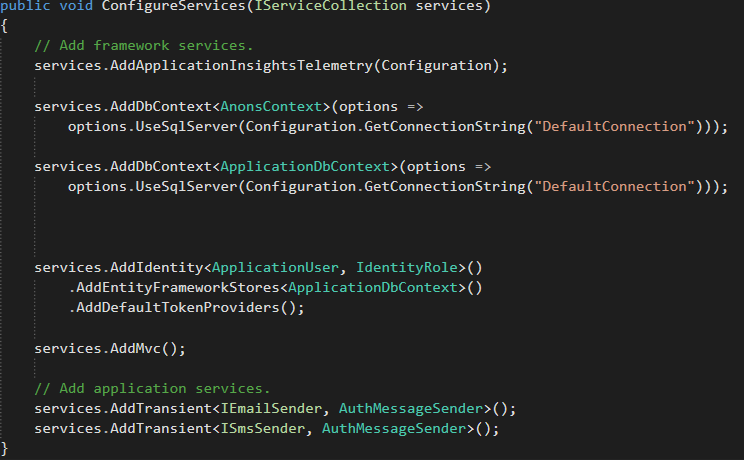 public void ConfigureServices(IServiceCollection services)
{
    // Add framework services.
    services.AddApplicationInsightsTelemetry(Configuration);

    services.AddDbContext<AnonsContext>(options =>
        options.UseSqlServer(Configuration.GetConnectionString("DefaultConnection")));

    services.AddDbContext<ApplicationDbContext>(options =>
        options.UseSqlServer(Configuration.GetConnectionString("DefaultConnection")));

    services.AddIdentity<ApplicationUser, IdentityRole>()
        .AddEntityFrameworkStores<ApplicationDbContext>()
        .AddDefaultTokenProviders();

    services.AddMvc();

    // Add application services.
    services.AddTransient<IEmailSender, AuthMessageSender>();
    services.AddTransient<ISmsSender, AuthMessageSender>();
}